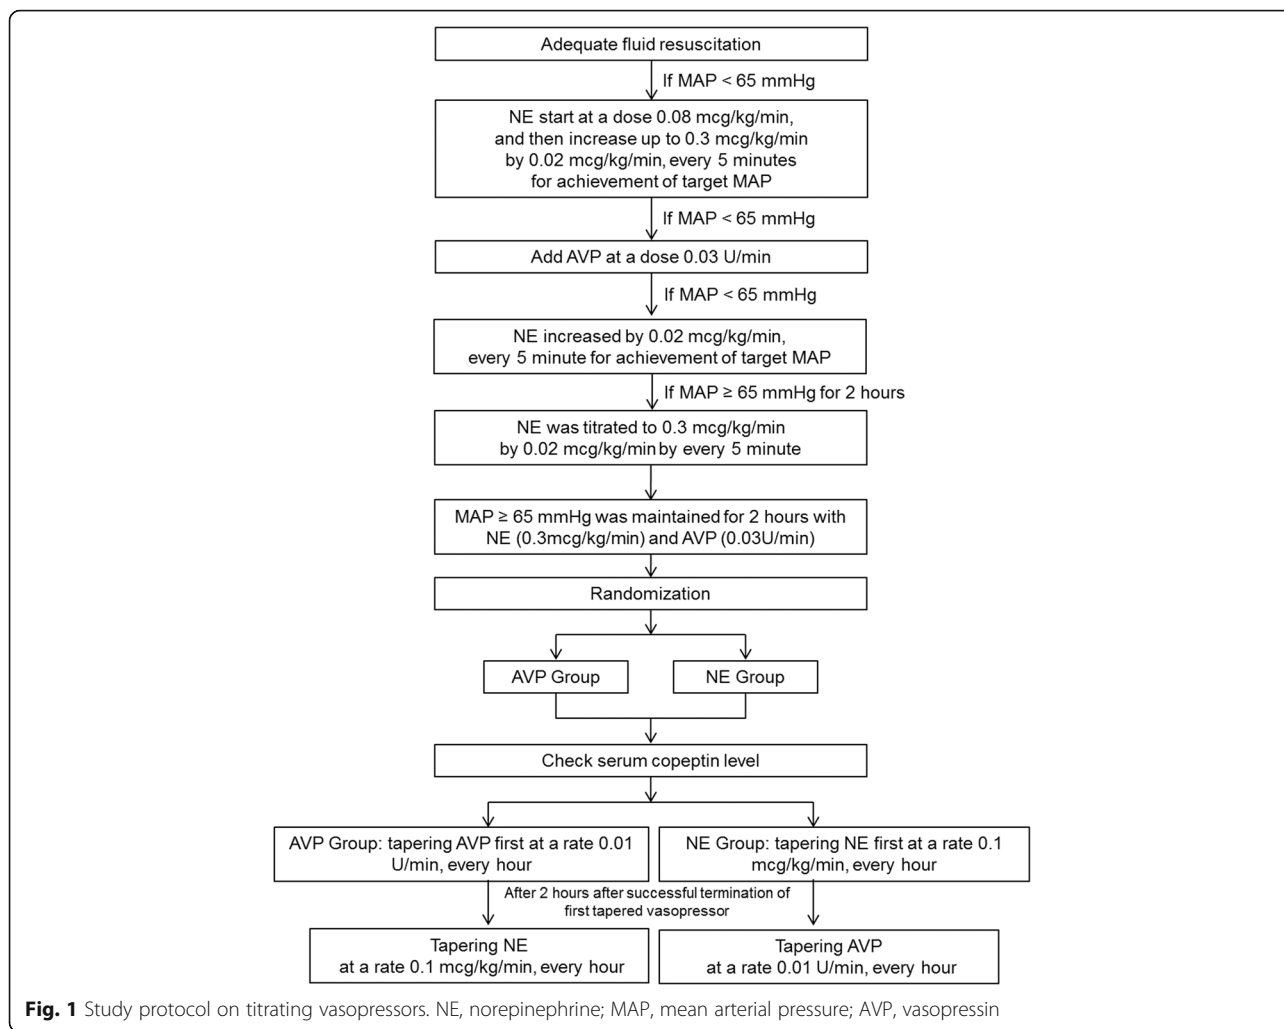 Adequate fluid resuscitation
If MAP < 65 mmHg
NE start at a dose 0.08 mcg/kg/min,
and then increase up to 0.3 mcg/kg/min
by 0.02 mcg/kg/min, every 5 minutes
for achievement of target MAP
If MAP < 65 mmHg
Add AVP at a dose 0.03 U/min
If MAP < 65 mmHg
NE increased by 0.02 mcg/kg/min,
every 5 minute for achievement of target MAP
If MAP ≥ 65 mmHg for 2 hours
NE was titrated to 0.3 mcg/kg/min
by 0.02 mcg/kg/min by every 5 minute
MAP ≥ 65 mmHg was maintained for 2 hours with
NE (0.3mcg/kg/min) and AVP (0.03U/min)
Randomization
AVP Group
NE Group
Check serum copeptin level
AVP Group: tapering AVP first at a rate 0.01
U/min, every hour
NE Group: tapering NE first at a rate 0.1
mcg/kg/min, every hour
After 2 hours after successful termination of
first tapered vasopressor
Tapering NE
at a rate 0.1 mcg/kg/min, every hour
Tapering AVP
at a rate 0.01 U/min, every hour
Fig. 1 Study protocol on titrating vasopressors. NE, norepinephrine; MAP, mean arterial pressure; AVP, vasopressin